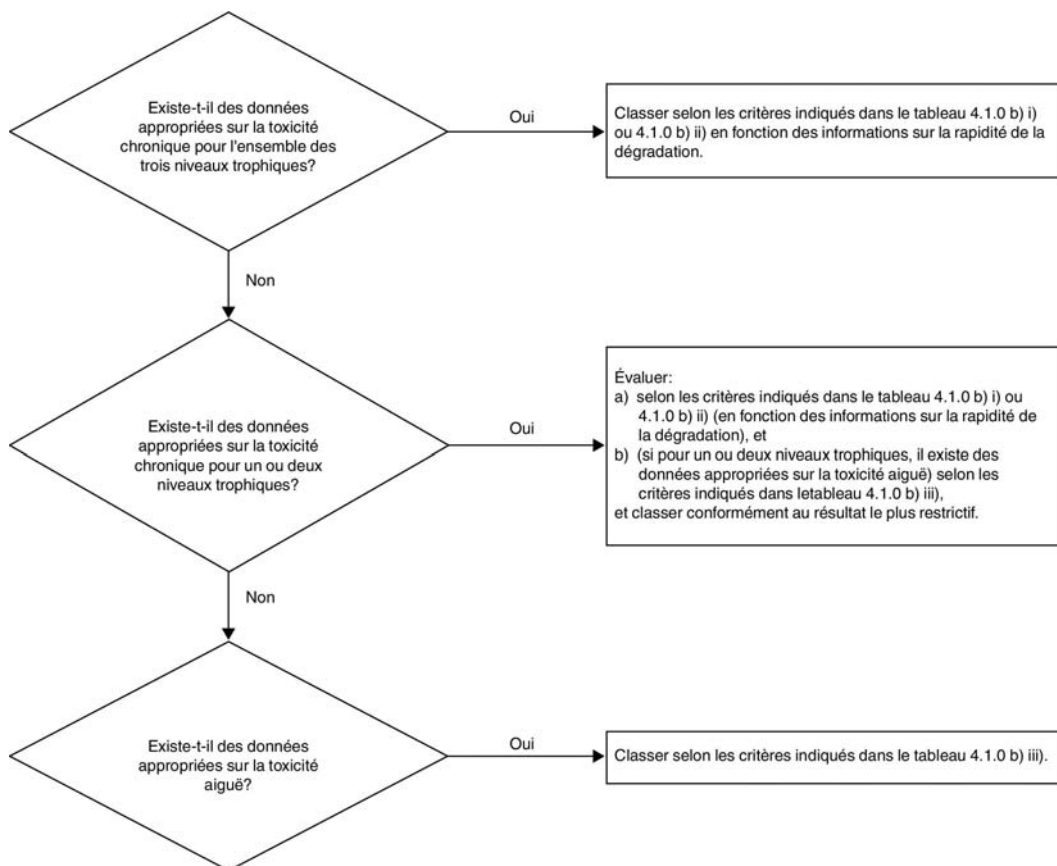 Existe-t-il des données
appropriées sur la toxicité
chronique pour l'ensemble des
trois niveaux trophiques?
Oui
Classer selon les critères indiqués dans le tableau 4.1.0 b) i)
ou 4.1.0 b) ii) en fonction des informations sur la rapidité de la
dégradation.
Non
Existe-t-il des données
appropriées sur la toxicité
chronique pour un ou deux
niveaux trophiques?
Oui
Évaluer:
a) selon les critères indiqués dans le tableau 4.1.0 b) i) ou
4.1.0 b) ii) (en fonction des informations sur la rapidité de
la dégradation), et
b) (si pour un ou deux niveaux trophiques, il existe des
données appropriées sur la toxicité aiguë) selon les
critères indiqués dans letableau 4.1.0 b) iii),
et classer conformément au résultat le plus restrictif.
Non
Existe-t-il des données
appropriées sur la toxicité
aiguë?
Oui
Classer selon les critères indiqués dans le tableau 4.1.0 b) iii).